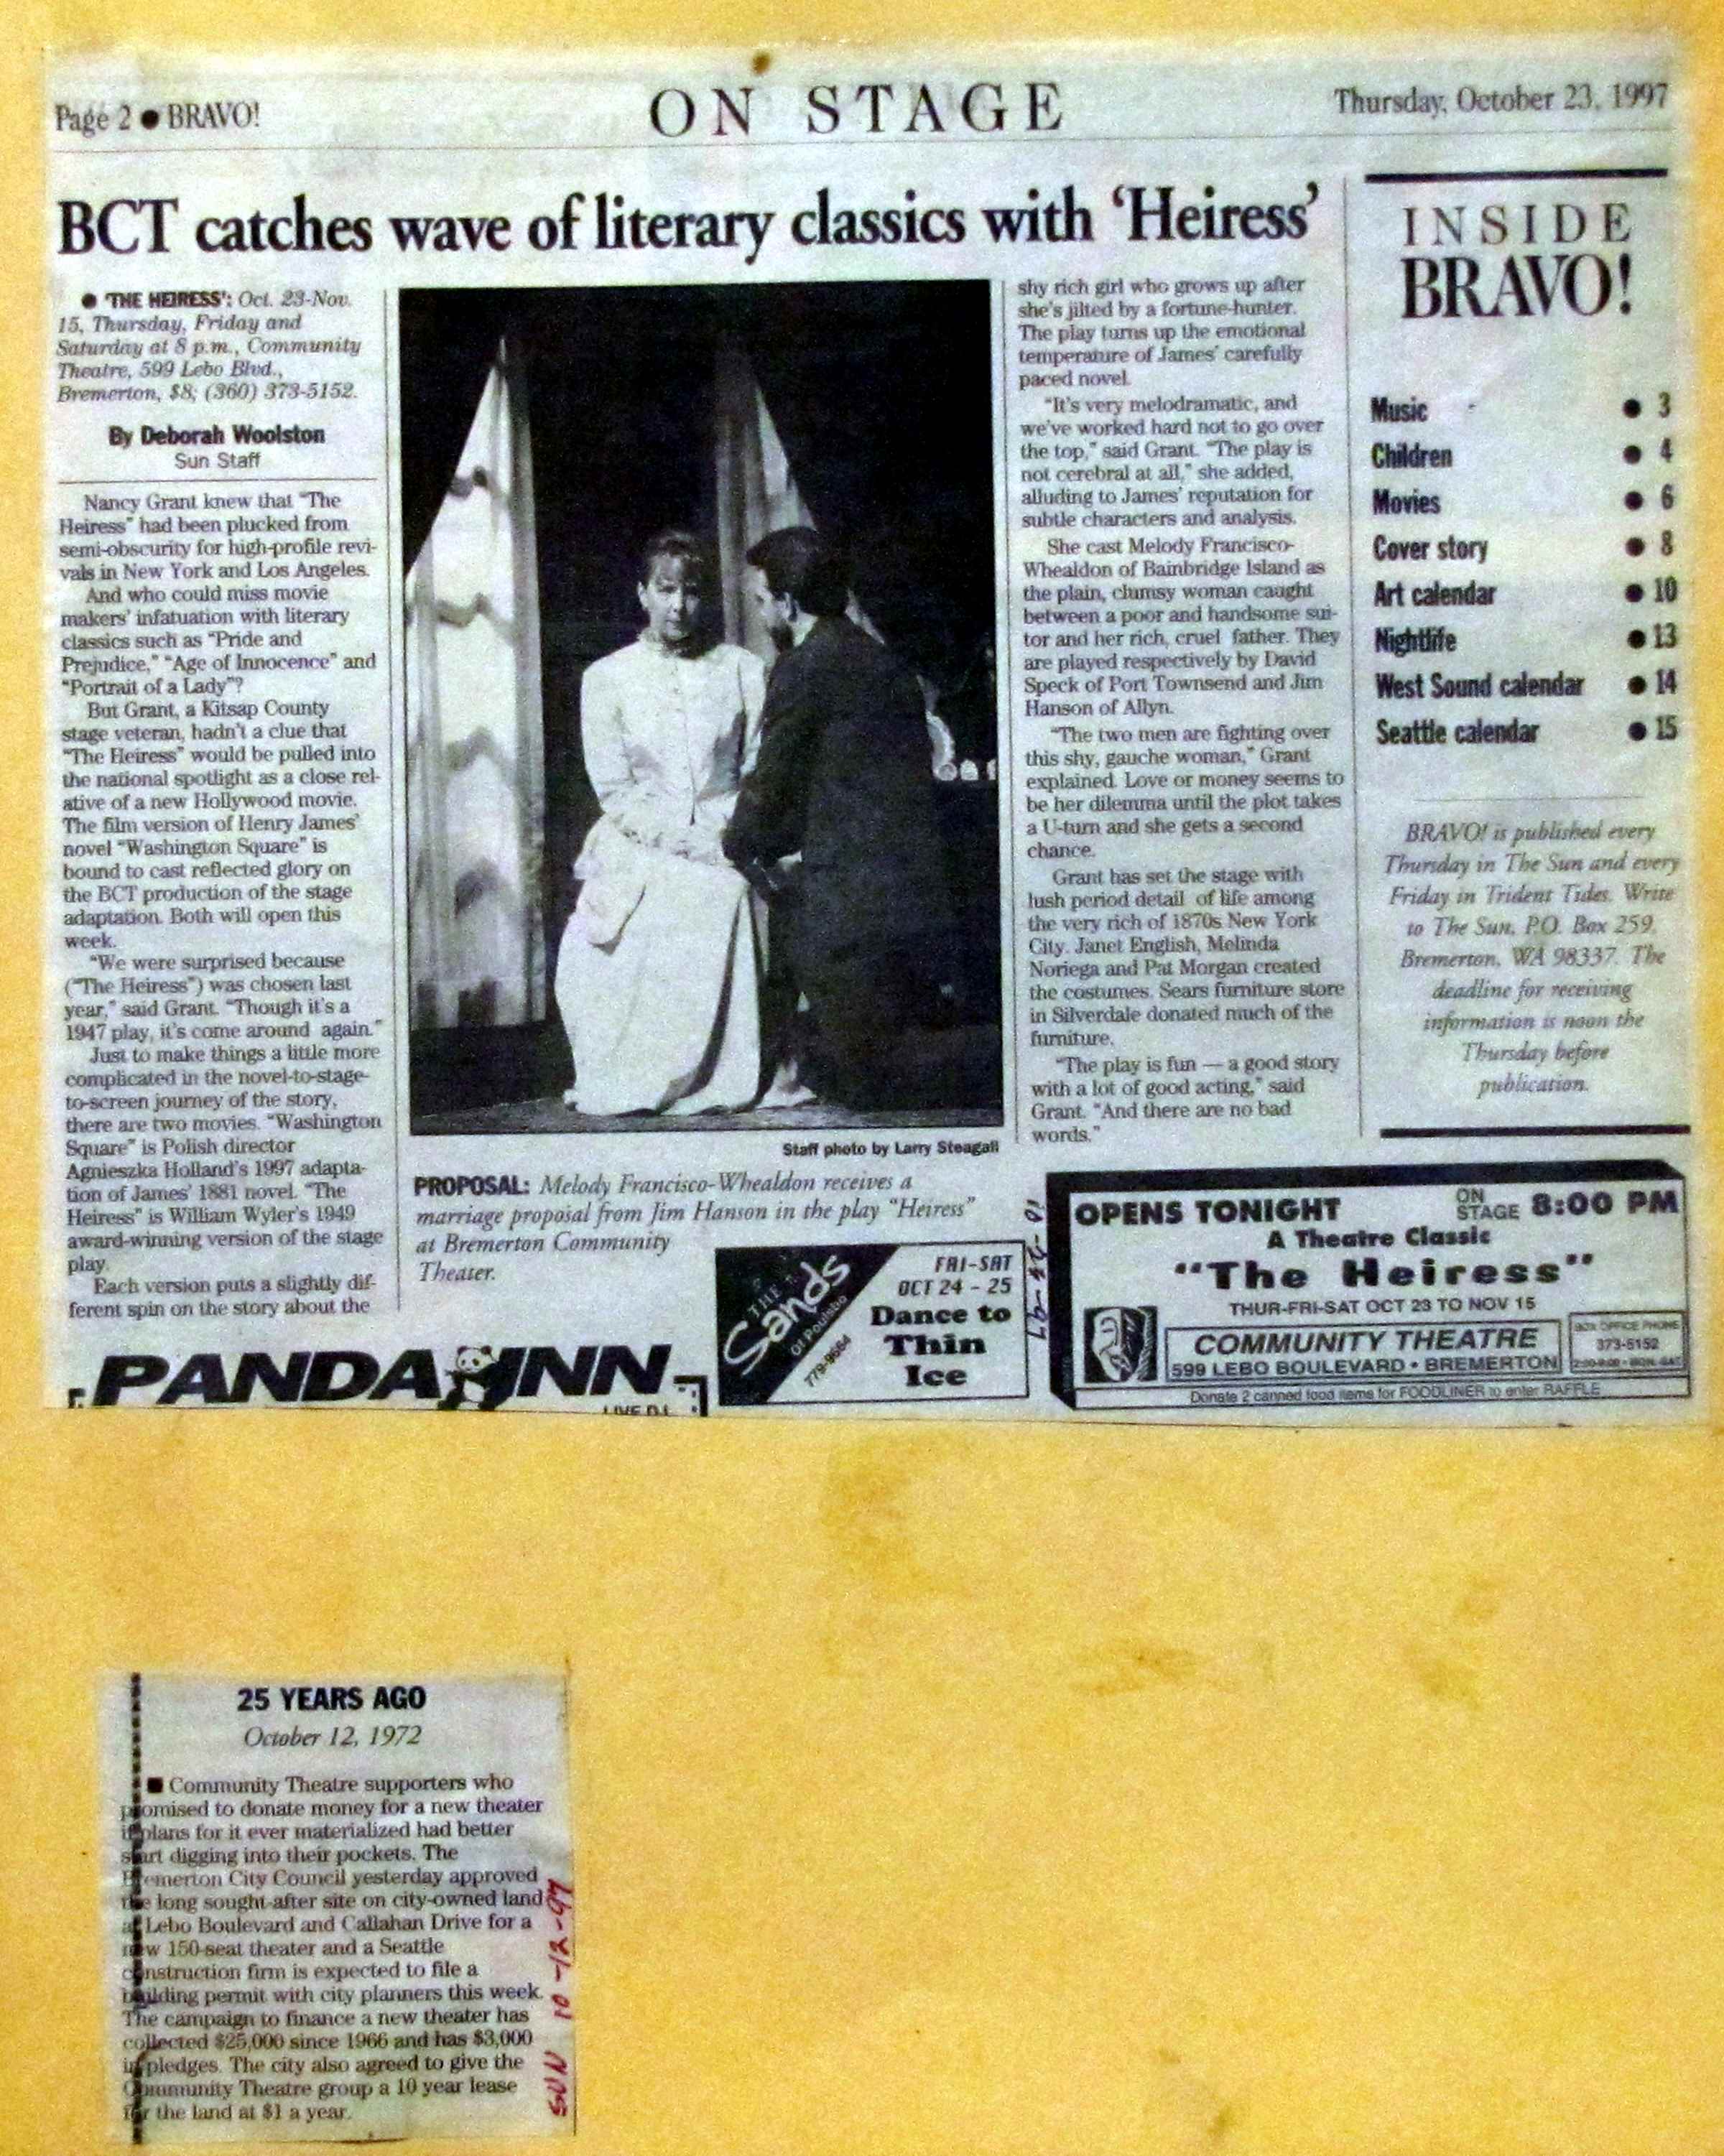 Page 2 ● BRAVO!
ON STAGE
Thursday, October 23, 1997
BCT catches wave of literary classics with ‘Heiress’
● ‘THE HEIRESS’: Oct. 23-Nov.
15, Thursday, Friday and
Saturday at 8 p.m., Community
Theatre, 599 Lebo Blvd.,
Bremerton, $8; (360) 373-5152.
By Deborah Woolston
Sun Staff
Nancy Grant knew that “The
Heiress” had been plucked from
semi-obscurity for high-profile revi-
vals in New York and Los Angeles.
And who could miss movie
makers’ infatuation with literary
classics such as “Pride and
Prejudice,” “Age of Innocence” and
“Portrait of a Lady”?
But Grant, a Kitsap County
stage veteran, hadn’t a clue that
“The Heiress” would be pulled into
the national spotlight as a close rel-
ative of a new Hollywood movie.
The film version of Henry James’
novel “Washington Square” is
bound to cast reflected glory on
the BCT production of the stage
adaptation. Both will open this
week.
“We were surprised because
(“The Heiress”) was chosen last
year,” said Grant. “Though it’s a
1947 play, it’s come around again.”
Just to make things a little more
complicated in the novel-to-stage-
to-screen journey of the story,
there are two movies. “Washington
Square” is Polish director
Agnieszka Holland’s 1997 adapta-
tion of James’ 1881 novel. “The
Heiress” is William Wyler’s 1949
award-winning version of the stage
play.
Each version puts a slightly dif-
ferent spin on the story about the
Staff photo by Larry Steagall
PROPOSAL: Melody Francisco-Whealdon receives a
marriage proposal from Jim Hanson in the play “Heiress”
at Bremerton Community
Theater.
shy rich girl who grows up after
she’s jilted by a fortune-hunter.
The play turns up the emotional
temperature of James’ carefully
paced novel.
“It’s very melodramatic, and
we’ve worked hard not to go over
the top,” said Grant. “The play is
not cerebral at all,” she added,
alluding to James’ reputation for
subtle characters and analysis.
She cast Melody Francisco-
Whealdon of Bainbridge Island as
the plain, clumsy woman caught
between a poor and handsome sui-
tor and her rich, cruel father. They
are played respectively by David
Speck of Port Townsend and Jim
Hanson of Allyn.
“The two men are fighting over
this shy, gauche woman,” Grant
explained. Love or money seems to
be her dilemma until the plot takes
a U-turn and she gets a second
chance.
Grant has set the stage with
lush period detail of life among
the very rich of 1870s New York
City. Janet English, Melinda
Noriega and Pat Morgan created
the costumes. Sears furniture store
in Silverdale donated much of the
furniture.
“The play is fun — a good story
with a lot of good acting,” said
Grant. “And there are no bad
words.”
INSIDE
BRAVO!
Music ● 3
Children ● 4
Movies ● 6
Cover story ● 8
Art calendar ● 10
Nightlife ● 13
West Sound calendar ● 14
Seattle calendar ● 15
BRAVO! is published every
Thursday in The Sun and every
Friday in Trident Tides. Write
to The Sun, P.O. Box 259,
Bremerton, WA 98337. The
deadline for receiving
information is noon the
Thursday before
publication.
PANDA INN
LIVE DJ
THE
Sands
Of Poulsbo
FRI-SAT
OCT 24 - 25
Dance to
Thin
Ice
OPENS TONIGHT ON STAGE 8:00 PM
A Theatre Classic
“The Heiress”
THUR-FRI-SAT OCT 23 TO NOV 15
COMMUNITY THEATRE
599 LEBO BOULEVARD • BREMERTON
BOX OFFICE PHONE
373-5152
Donate 2 canned food items for FOODLINER to enter RAFFLE
25 YEARS AGO
October 12, 1972
■ Community Theatre supporters who
promised to donate money for a new theater
if plans for it ever materialized had better
start digging into their pockets. The
Bremerton City Council yesterday approved
the long sought-after site on city-owned land
at Lebo Boulevard and Callahan Drive for a
new 150-seat theater and a Seattle
construction firm is expected to file a
building permit with city planners this week.
The campaign to finance a new theater has
collected $25,000 since 1966 and has $3,000
in pledges. The city also agreed to give the
Community Theatre group a 10 year lease
for the land at $1 a year.
SUN 10-12-97